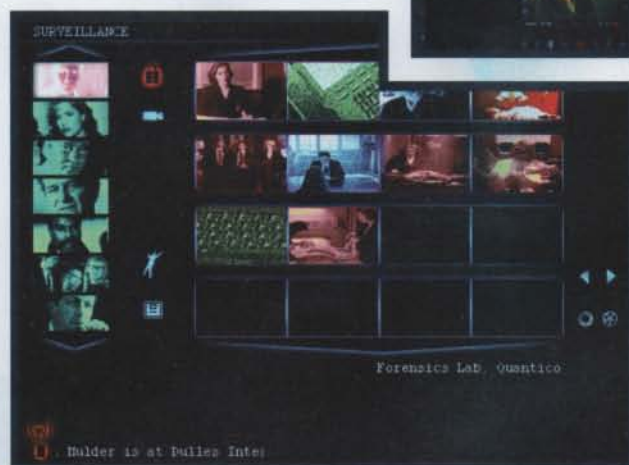 SURVEILLANCE
Forensics Lab, Quantico
. Mulder is at Dulles Inte